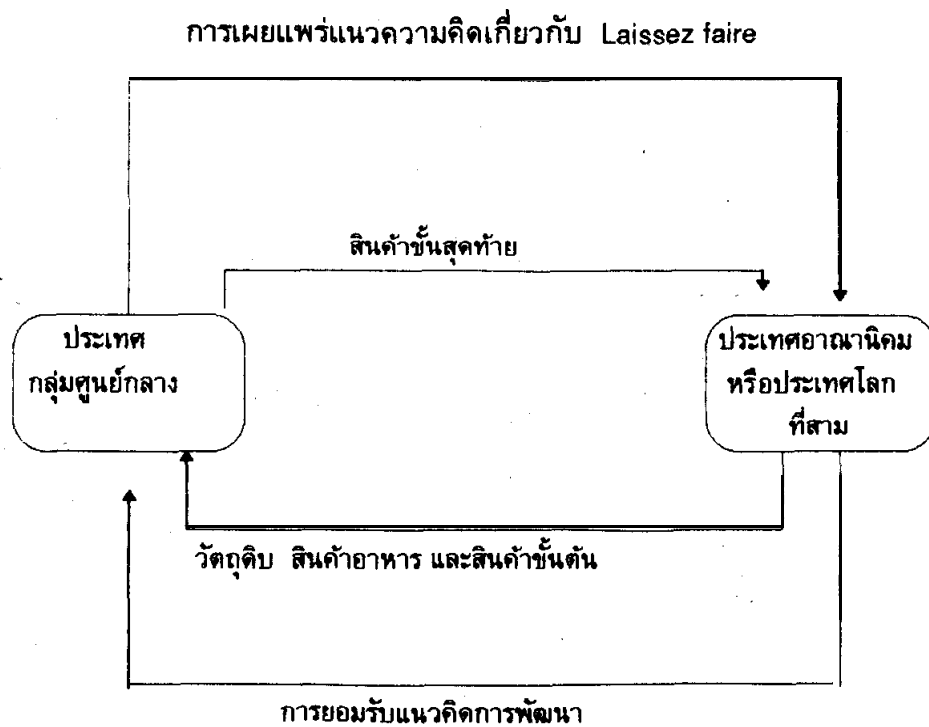 การเผยแพร่แนวความคิดเกี่ยวกับ Laissez faire
สินค้าขั้นสุดท้าย
ประเทศ
กลุ่มศูนย์กลาง
ประเทศอาณานิคม
หรือประเทศโลก
ที่สาม
วัตถุดิบ สินค้าอาหาร และสินค้าขั้นต้น
การยอมรับแนวคิดการพัฒนา